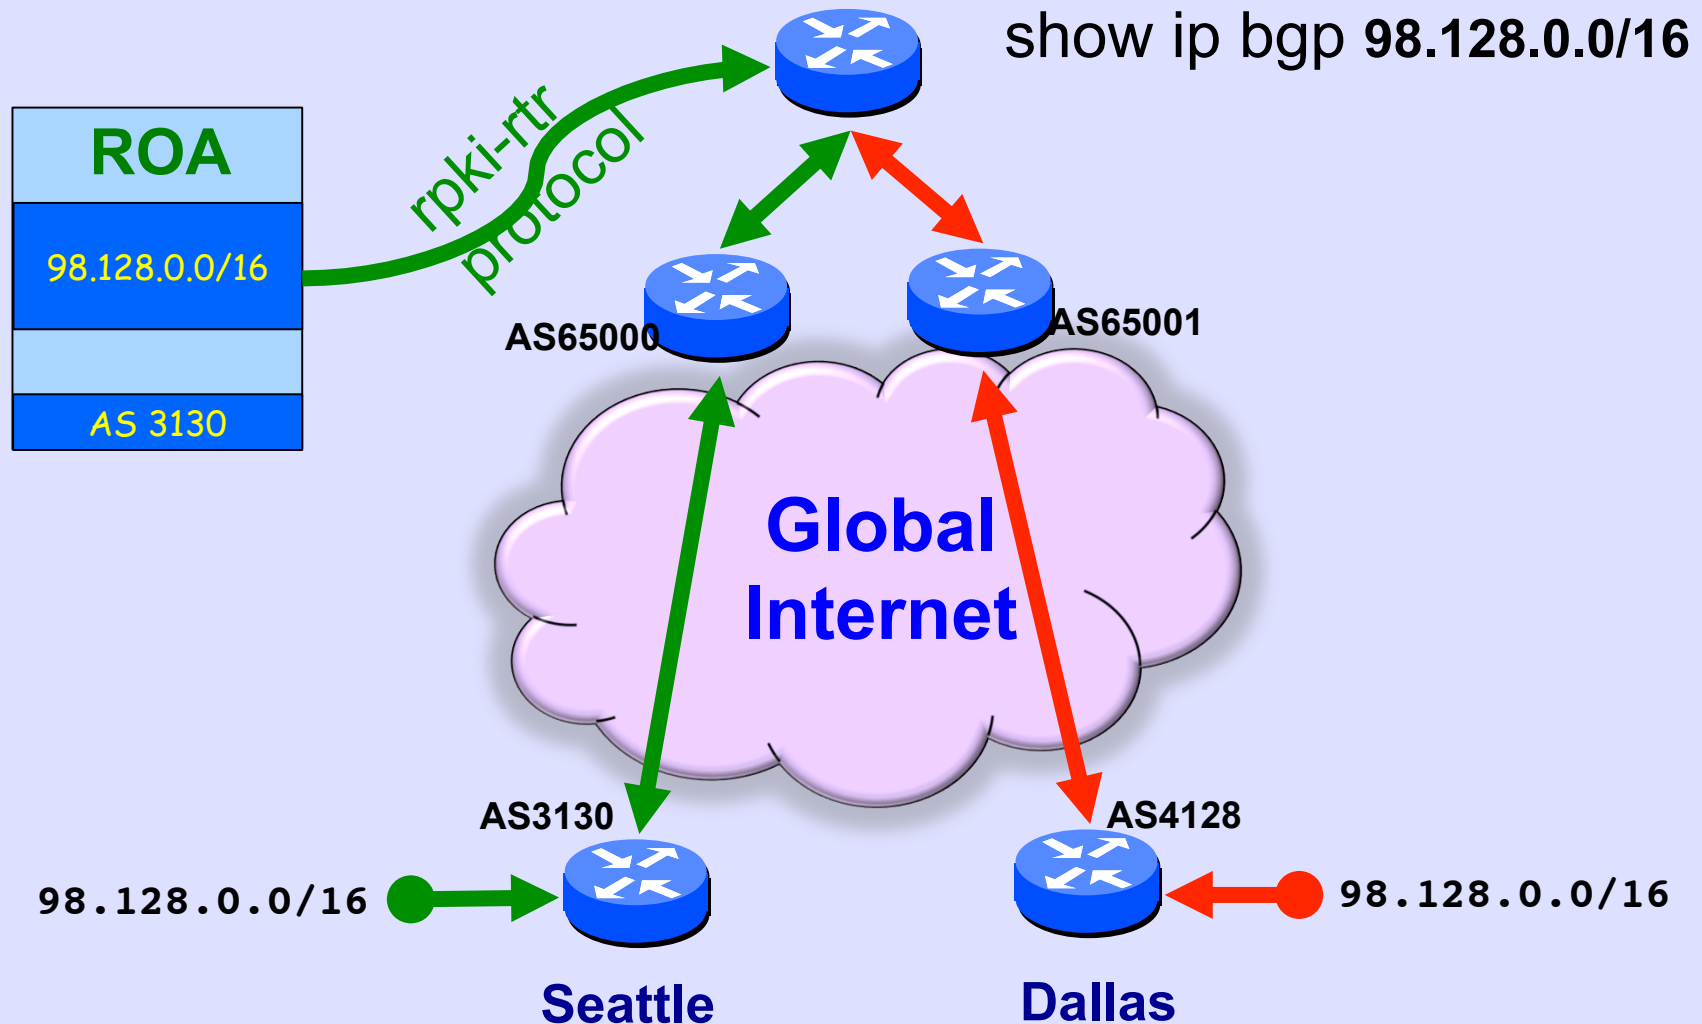 show ip bgp 98.128.0.0/16
ROA
98.128.0.0/16
AS 3130
rpki-rtr
protocol
AS65000
AS65001
Global
Internet
AS3130
AS4128
98.128.0.0/16
98.128.0.0/16
Seattle
Dallas